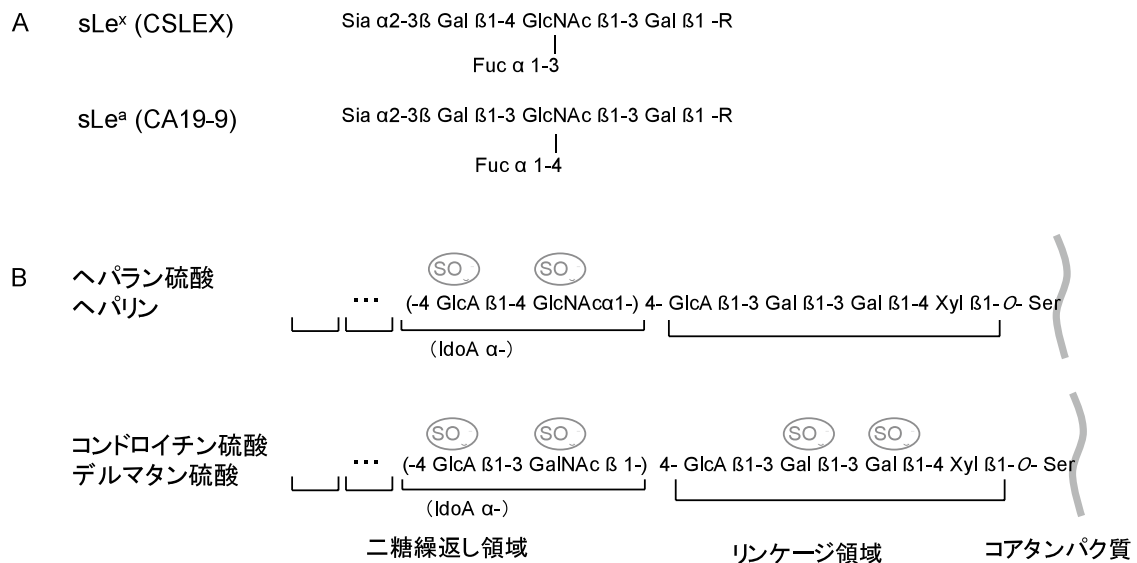 A sLeˣ (CSLEX) Sia α2-3ß Gal ß1-4 GlcNAc ß1-3 Gal ß1 -R
Fuc α 1-3
sLeᵃ (CA19-9) Sia α2-3ß Gal ß1-3 GlcNAc ß1-3 Gal ß1 -R
Fuc α 1-4
SO SO
B ヘパラン硫酸
ヘパリン ... (-4 GlcA ß1-4 GlcNAcα1-) 4- GlcA ß1-3 Gal ß1-3 Gal ß1-4 Xyl ß1-O- Ser
(IdoA α-)
SO SO SO SO
コンドロイチン硫酸
デルマタン硫酸 ... (-4 GlcA ß1-3 GalNAc ß 1-) 4- GlcA ß1-3 Gal ß1-3 Gal ß1-4 Xyl ß1-O- Ser
(IdoA α-)
二糖繰返し領域 リンケージ領域 コアタンパク質